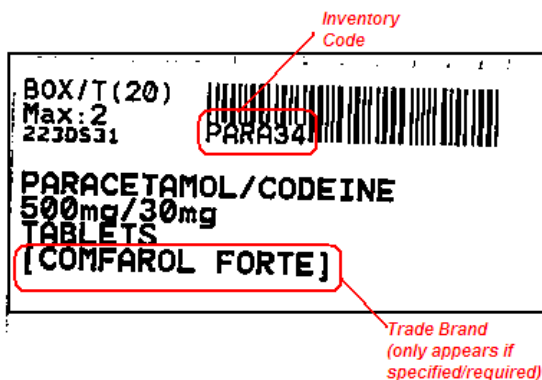 Inventory
Code
BOX/T(20)
Max:2
223DS31
PARA34
PARACETAMOL/CODEINE
500mg/30mg
TABLETS
[COMFAROL FORTE]
Trade Brand
(only appears if
specified/required)